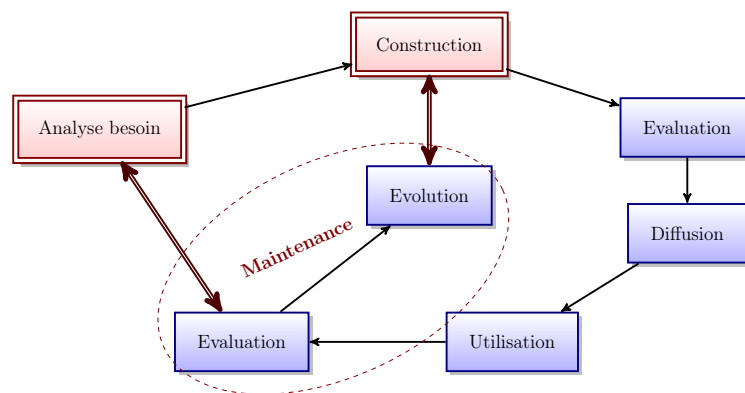 Construction
Analyse besoin
Evaluation
Evolution
Diffusion
Maintenance
Evaluation
Utilisation